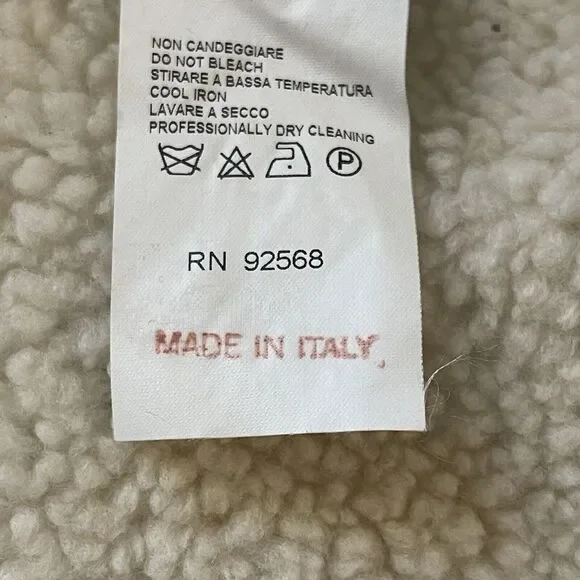 NON CANDEGGIARE
DO NOT BLEACH
STIRARE A BASSA TEMPERATURA
COOL IRON
LAVARE A SECCO
PROFESSIONALLY DRY CLEANING
P
RN 92568
MADE IN ITALY